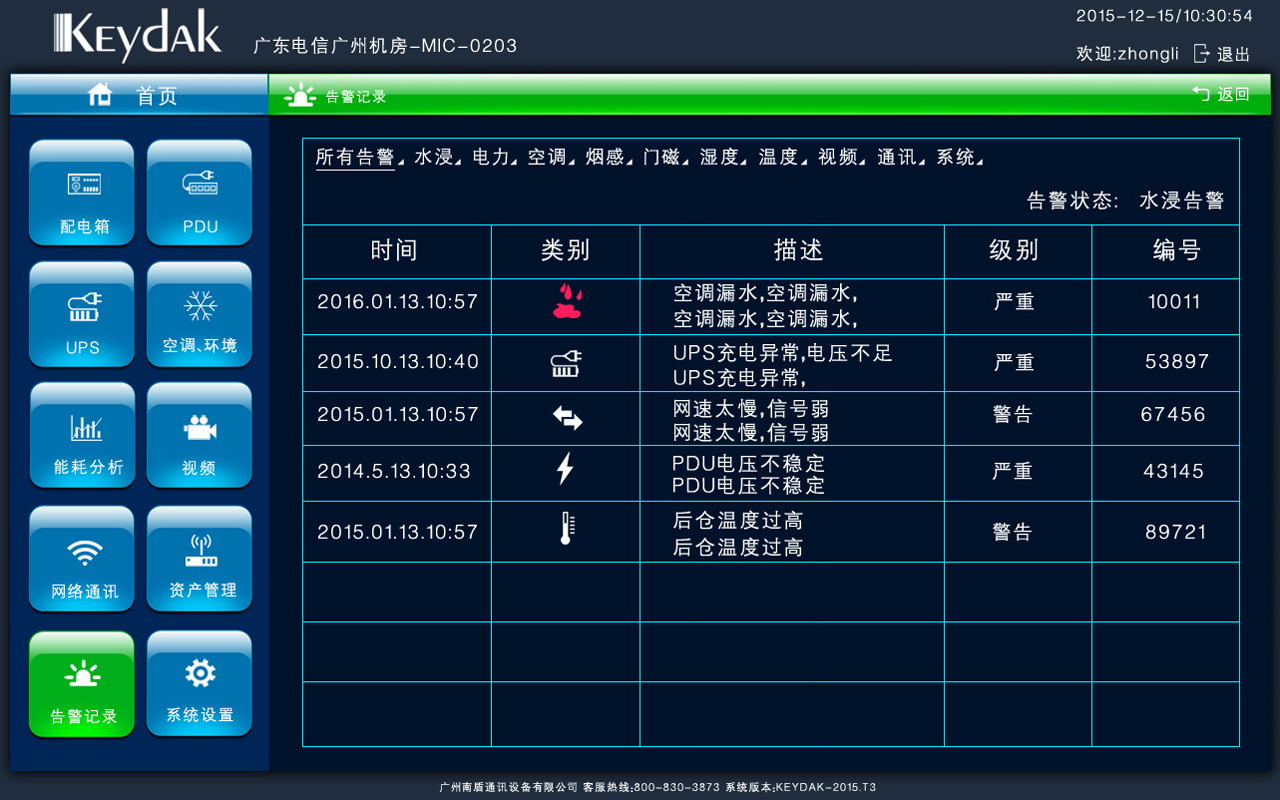 KEydAk
广东电信广州机房-MIC-0203
2015-12-15/10:30:54
欢迎:zhongli 退出
首页
告警记录
返回
配电箱
PDU
UPS
空调、环境
能耗分析
视频
网络通讯
资产管理
告警记录
系统设置
所有告警 水浸 电力 空调 烟感 门磁 湿度 温度 视频 通讯 系统
告警状态: 水浸告警
时间 类别 描述 级别 编号
2016.01.13.10:57 空调漏水,空调漏水, 严重 10011
空调漏水,空调漏水,
2015.10.13.10:40 UPS充电异常,电压不足 严重 53897
UPS充电异常,
2015.01.13.10:57 网速太慢,信号弱 警告 67456
网速太慢,信号弱
2014.5.13.10:33 PDU电压不稳定 严重 43145
PDU电压不稳定
2015.01.13.10:57 后仓温度过高 警告 89721
后仓温度过高
广州南盾通讯设备有限公司 客服热线:800-830-3873 系统版本:KEYDAK-2015.T3